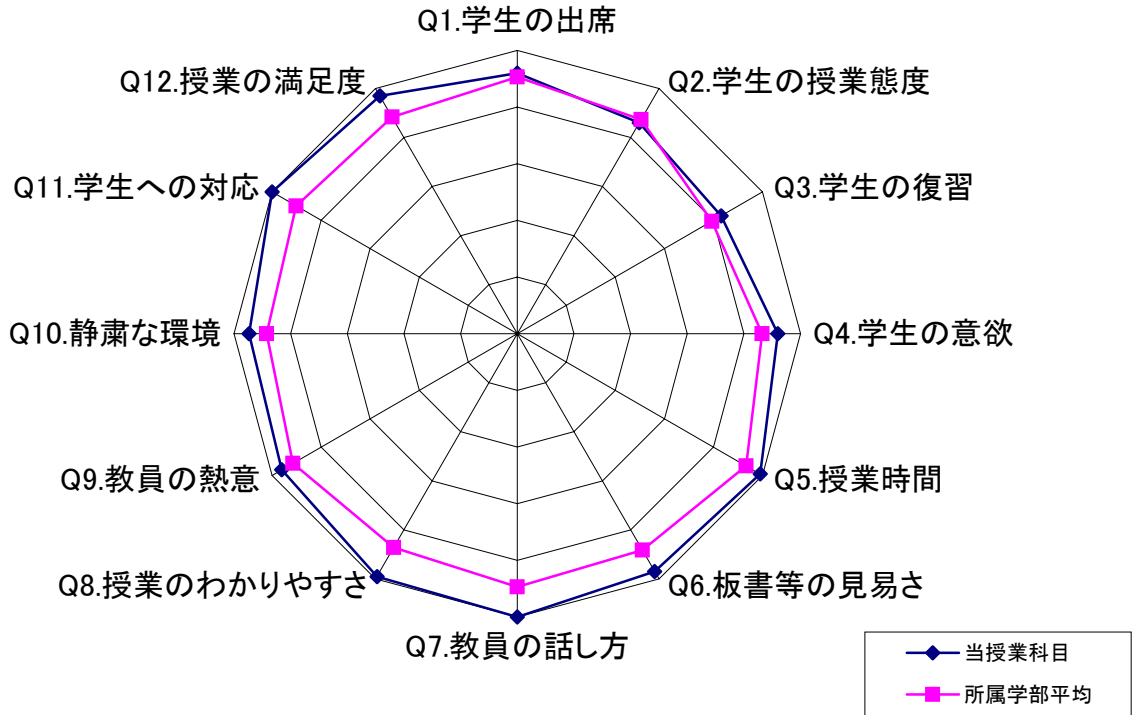 Q1.学生の出席
Q2.学生の授業態度
Q3.学生の復習
Q4.学生の意欲
Q5.授業時間
Q6.板書等の見易さ
Q7.教員の話し方
Q8.授業のわかりやすさ
Q9.教員の熱意
Q10.静粛な環境
Q11.学生への対応
Q12.授業の満足度
当授業科目
所属学部平均